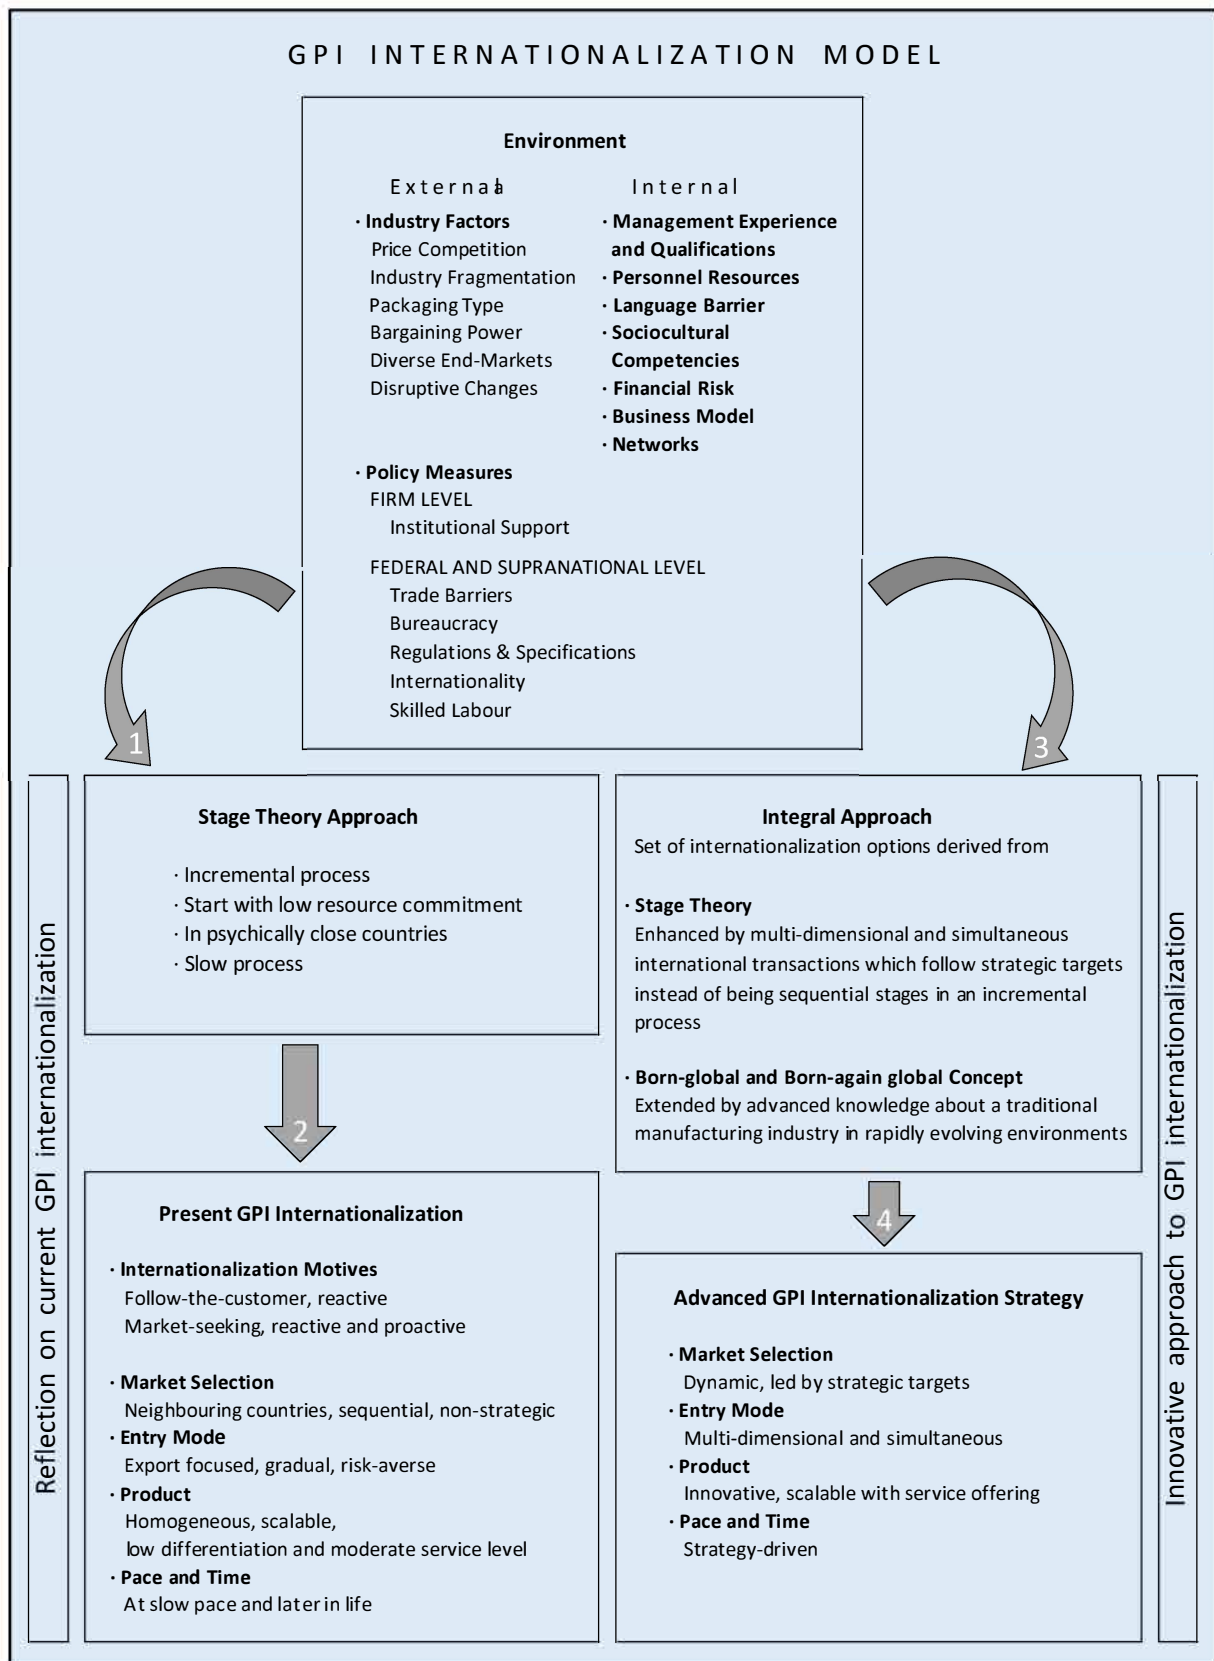 GPI INTERNATIONALIZATION MODEL
Environment
External
· Industry Factors
Price Competition
Industry Fragmentation
Packaging Type
Bargaining Power
Diverse End-Markets
Disruptive Changes
· Policy Measures
FIRM LEVEL
Institutional Support
FEDERAL AND SUPRANATIONAL LEVEL
Trade Barriers
Bureaucracy
Regulations & Specifications
Internationality
Skilled Labour
Internal
· Management Experience
and Qualifications
· Personnel Resources
· Language Barrier
· Sociocultural
Competencies
· Financial Risk
· Business Model
· Networks
1
Reflection on current GPI internationalization
Stage Theory Approach
· Incremental process
· Start with low resource commitment
· In psychically close countries
· Slow process
2
Present GPI Internationalization
· Internationalization Motives
Follow-the-customer, reactive
Market-seeking, reactive and proactive
· Market Selection
Neighbouring countries, sequential, non-strategic
· Entry Mode
Export focused, gradual, risk-averse
· Product
Homogeneous, scalable,
low differentiation and moderate service level
· Pace and Time
At slow pace and later in life
3
Integral Approach
Set of internationalization options derived from
· Stage Theory
Enhanced by multi-dimensional and simultaneous
international transactions which follow strategic targets
instead of being sequential stages in an incremental
process
· Born-global and Born-again global Concept
Extended by advanced knowledge about a traditional
manufacturing industry in rapidly evolving environments
4
Advanced GPI Internationalization Strategy
· Market Selection
Dynamic, led by strategic targets
· Entry Mode
Multi-dimensional and simultaneous
· Product
Innovative, scalable with service offering
· Pace and Time
Strategy-driven
Innovative approach to GPI internationalization